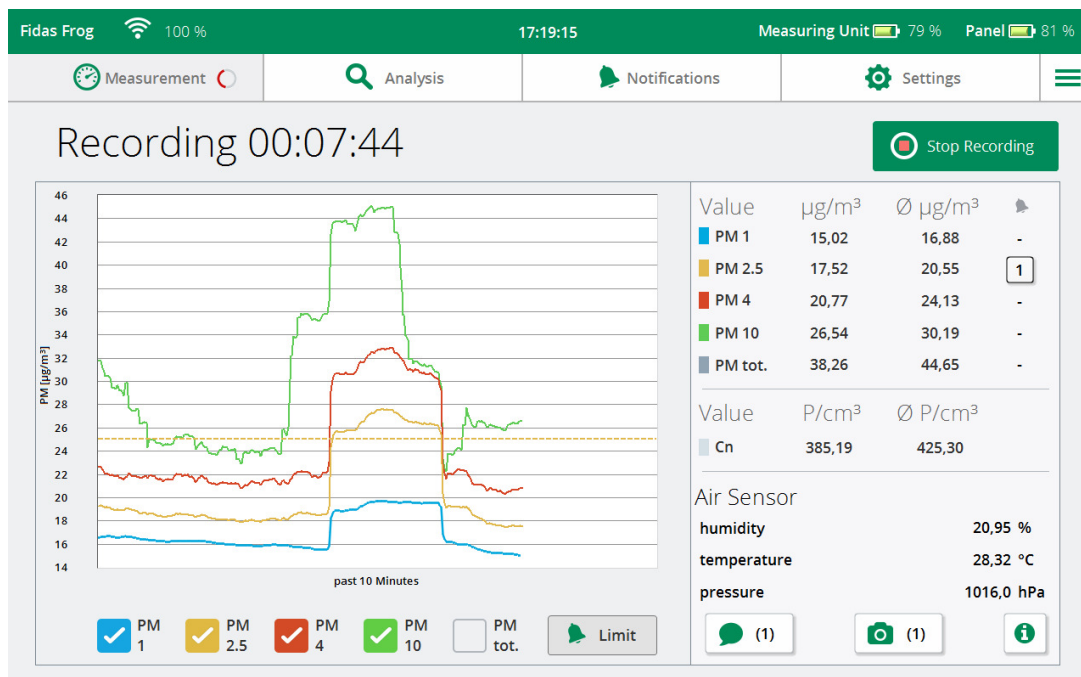 Fidas Frog 100 % 17:19:15 Measuring Unit 79 % Panel 81 %
Measurement Analysis Notifications Settings
Recording 00:07:44
Stop Recording
46
44
42
40
38
36
34
32
30
28
26
24
22
20
18
16
14
PM [µg/m³]
past 10 Minutes
PM 1
PM 2.5
PM 4
PM 10
PM tot.
Limit
Value µg/m³ Ø µg/m³
PM 1 15,02 16,88 -
PM 2.5 17,52 20,55 1
PM 4 20,77 24,13 -
PM 10 26,54 30,19 -
PM tot. 38,26 44,65 -
Value P/cm³ Ø P/cm³
Cn 385,19 425,30
Air Sensor
humidity 20,95 %
temperature 28,32 °C
pressure 1016,0 hPa
(1) (1) i